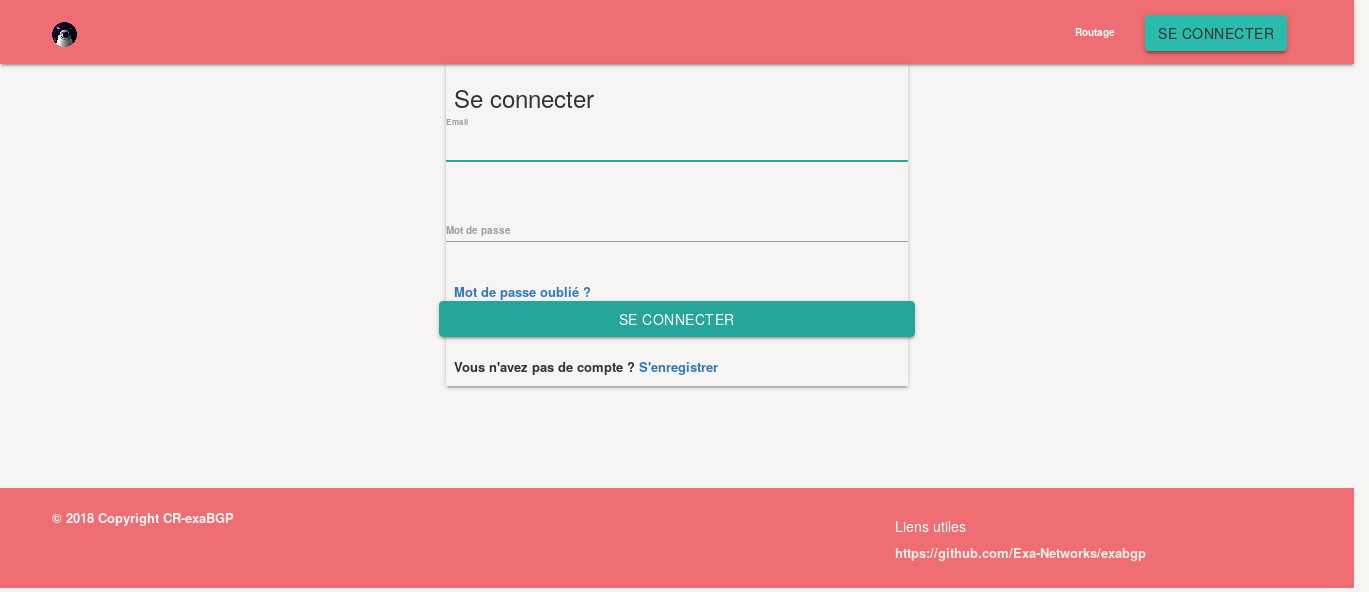 Routage
SE CONNECTER
Se connecter
Email
Mot de passe
Mot de passe oublié ?
SE CONNECTER
Vous n'avez pas de compte ? S'enregistrer
© 2018 Copyright CR-exaBGP
Liens utiles
https://github.com/Exa-Networks/exabgp